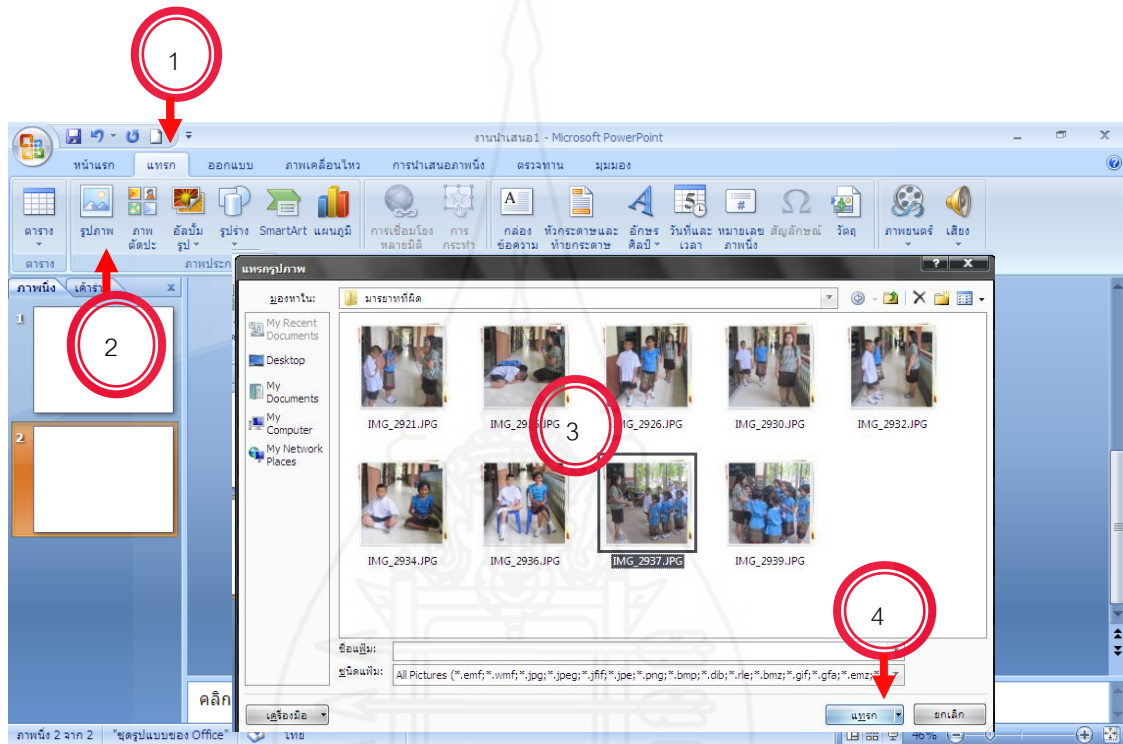 1
งานนำเสนอ1 - Microsoft PowerPoint
หน้าแรก แทรก ออกแบบ ภาพเคลื่อนไหว การนำเสนอภาพนิ่ง ตรวจทาน มุมมอง
ตาราง รูปภาพ ภาพตัดปะ อัลบั้มรูป รูปร่าง SmartArt แผนภูมิ การเชื่อมโยงหลายมิติ การกระทำ กล่องข้อความ หัวกระดาษและท้ายกระดาษ อักษรศิลป์ วันที่และเวลา หมายเลขภาพนิ่ง สัญลักษณ์ วัตถุ ภาพยนตร์ เสียง
ตาราง ภาพประก
ภาพนิ่ง เค้าร่
2
1
2
แทรกรูปภาพ
มองหาใน: มารยาทที่ผิด
My Recent Documents
Desktop
My Documents
My Computer
My Network Places
IMG_2921.JPG IMG_29 .JPG IMG_2926.JPG IMG_2930.JPG IMG_2932.JPG
3
IMG_2934.JPG IMG_2936.JPG IMG_2937.JPG IMG_2939.JPG
4
ชื่อแฟ้ม:
ชนิดแฟ้ม: All Pictures (*.emf;*.wmf;*.jpg;*.jpeg;*.jfif;*.jpe;*.png;*.bmp;*.dib;*.rle;*.bmz;*.gif;*.gfa;*.emz;*
เครื่องมือ แทรก ยกเลิก
คลิก
ภาพนิ่ง 2 จาก 2 "ชุดรูปแบบของ Office" ไทย 46%